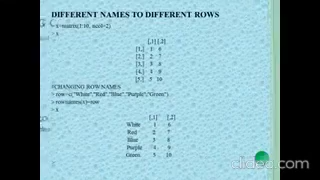 DIFFERENT NAMES TO DIFFERENT ROWS
> x=matrix(1:10, ncol=2)
> x
[,1] [,2]
[1,] 1 6
[2,] 2 7
[3,] 3 8
[4,] 4 9
[5,] 5 10
#CHANGING ROW NAMES
> row=c("White","Red","Blue","Purple","Green")
> rownames(x)=row
> x
[,1] [,2]
White 1 6
Red 2 7
Blue 3 8
Purple 4 9
Green 5 10
clideo.com